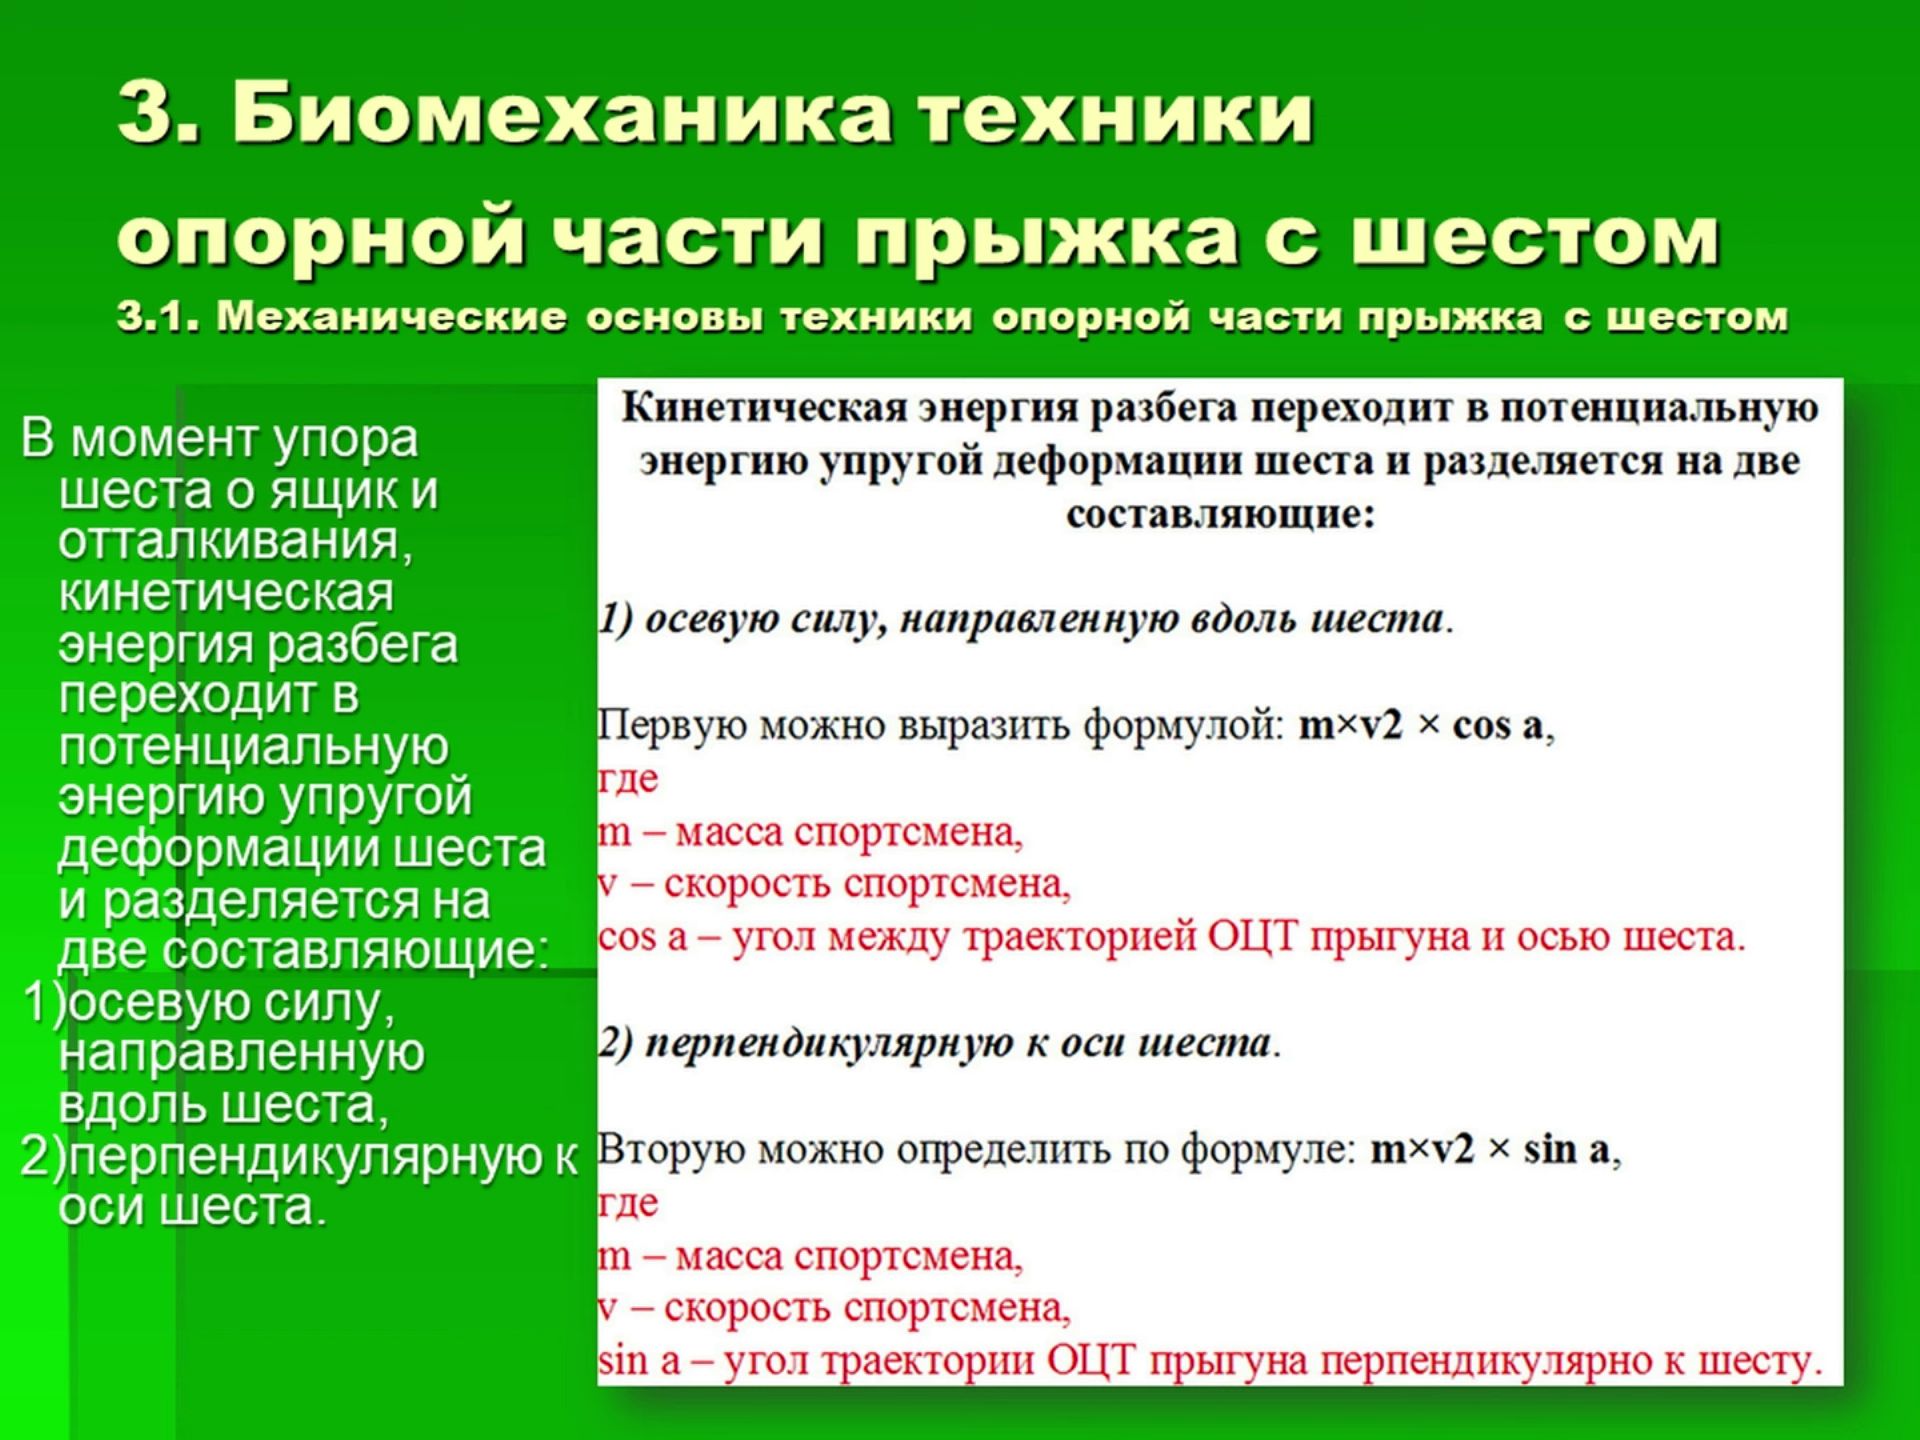 3. Биомеханика техники
опорной части прыжка с шестом
3.1. Механические основы техники опорной части прыжка с шестом
В момент упора
шеста о ящик и
отталкивания,
кинетическая
энергия разбега
переходит в
потенциальную
энергию упругой
деформации шеста
и разделяется на
две составляющие:
1)осевую силу,
направленную
вдоль шеста,
2)перпендикулярную к
оси шеста.
Кинетическая энергия разбега переходит в потенциальную
энергию упругой деформации шеста и разделяется на две
составляющие:
1) осевую силу, направленную вдоль шеста.
Первую можно выразить формулой: m×v2 × cos a,
где
m – масса спортсмена,
v – скорость спортсмена,
cos a – угол между траекторией ОЦТ прыгуна и осью шеста.
2) перпендикулярную к оси шеста.
Вторую можно определить по формуле: m×v2 × sin a,
где
m – масса спортсмена,
v – скорость спортсмена,
sin a – угол траектории ОЦТ прыгуна перпендикулярно к шесту.